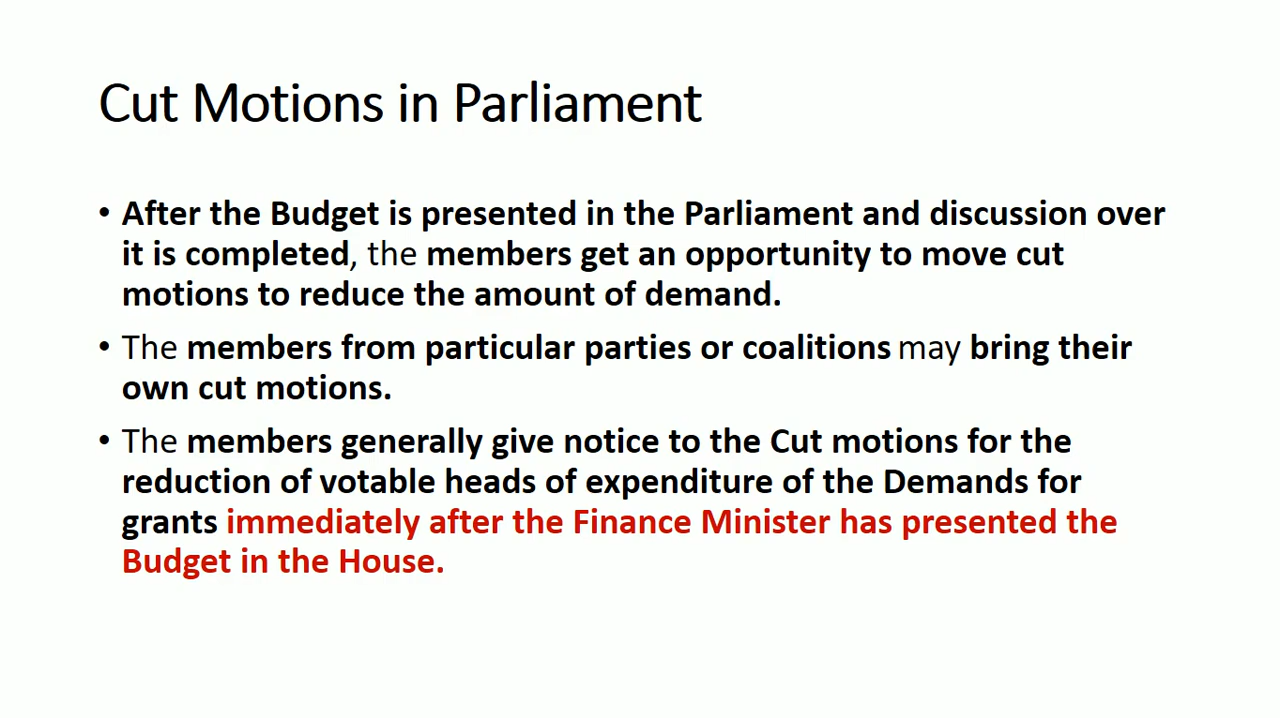 Cut Motions in Parliament
• After the Budget is presented in the Parliament and discussion over
it is completed, the members get an opportunity to move cut
motions to reduce the amount of demand.
• The members from particular parties or coalitions may bring their
own cut motions.
• The members generally give notice to the Cut motions for the
reduction of votable heads of expenditure of the Demands for
grants immediately after the Finance Minister has presented the
Budget in the House.